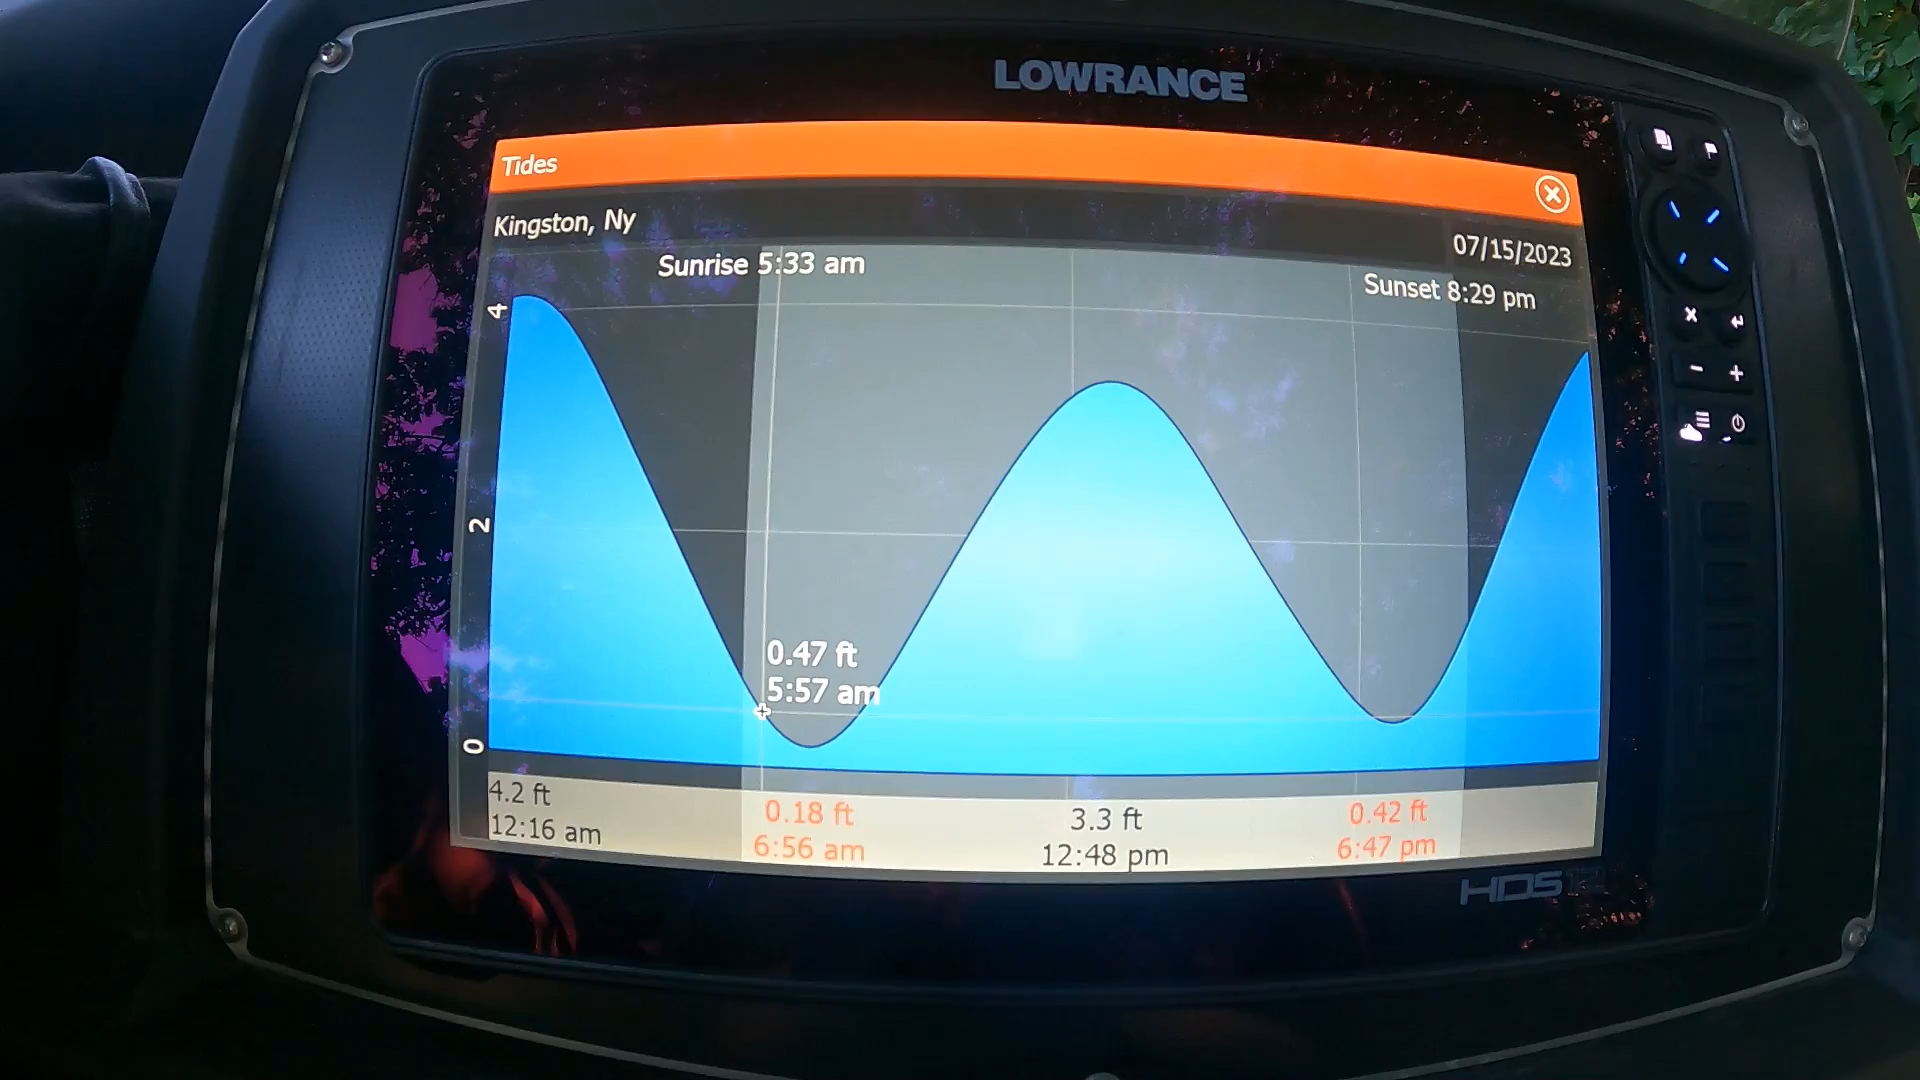 LOWRANCE
Tides
Kingston, Ny
07/15/2023
Sunrise 5:33 am
Sunset 8:29 pm
4
2
0
0.47 ft
5:57 am
4.2 ft
12:16 am
0.18 ft
6:56 am
3.3 ft
12:48 pm
0.42 ft
6:47 pm
HDS